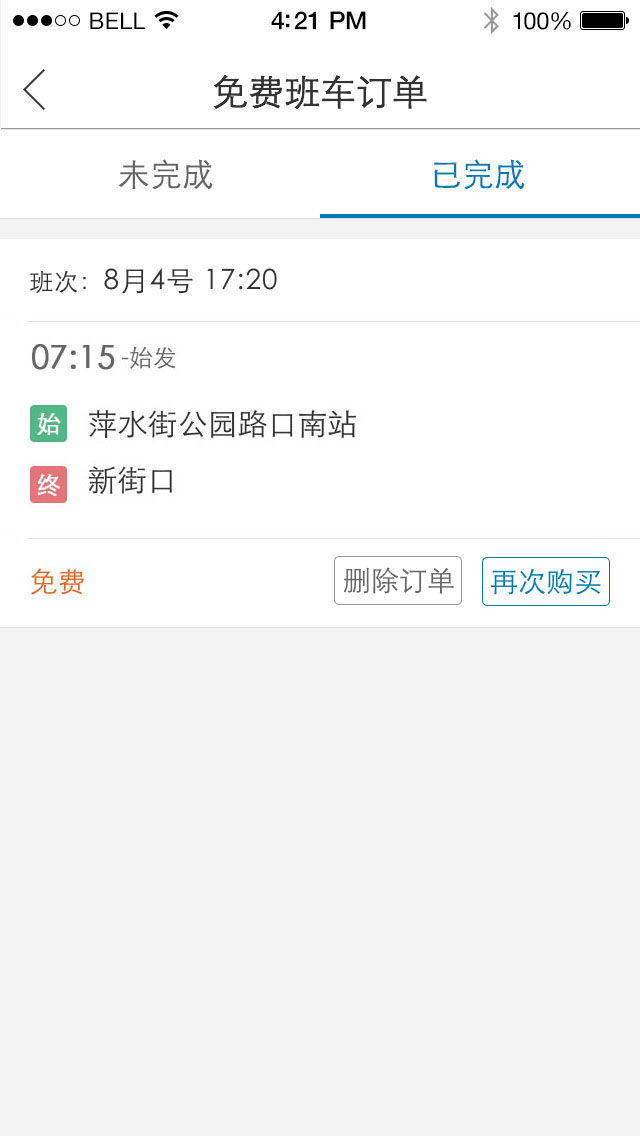 BELL 4:21 PM 100%
免费班车订单
未完成 已完成
班次：8月4号 17:20
07:15 -始发
始 萍水街公园路口南站
终 新街口
免费 删除订单 再次购买